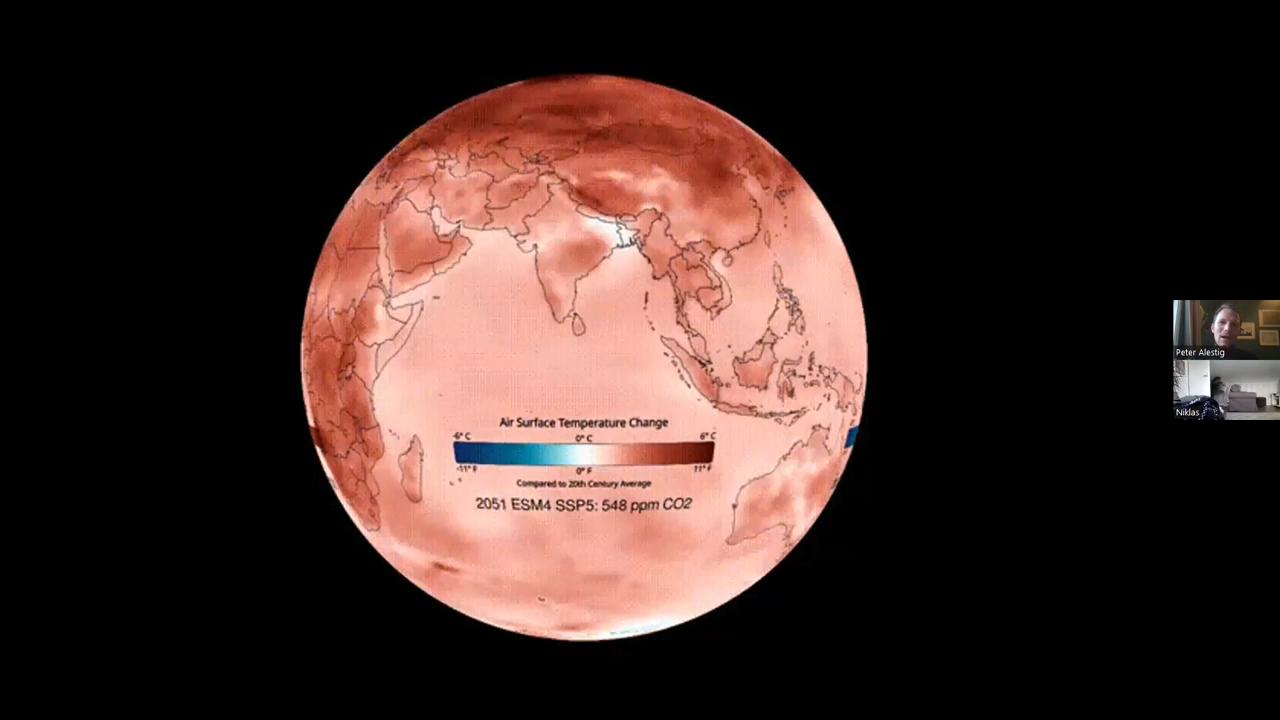 Air Surface Temperature Change
-6° C 0° C 6° C
-11° F 0° F 11° F
Compared to 20th Century Average
2051 ESM4 SSP5: 548 ppm CO2
Peter Alestig
Niklas